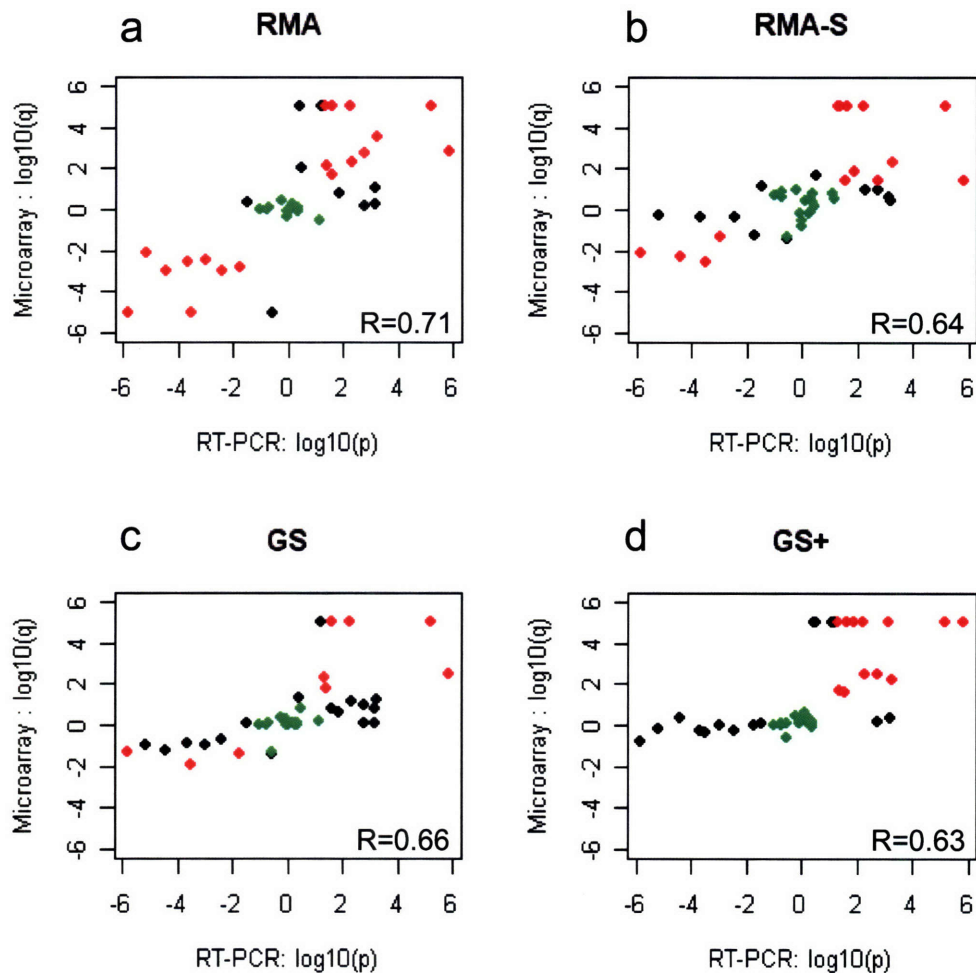 a RMA
6
4
2
0
-2
-4
-6
Microarray : log10(q)
R=0.71
-6 -4 -2 0 2 4 6
RT-PCR: log10(p)
b RMA-S
6
4
2
0
-2
-4
-6
Microarray : log10(q)
R=0.64
-6 -4 -2 0 2 4 6
RT-PCR: log10(p)
c GS
6
4
2
0
-2
-4
-6
Microarray : log10(q)
R=0.66
-6 -4 -2 0 2 4 6
RT-PCR: log10(p)
d GS+
6
4
2
0
-2
-4
-6
Microarray : log10(q)
R=0.63
-6 -4 -2 0 2 4 6
RT-PCR: log10(p)